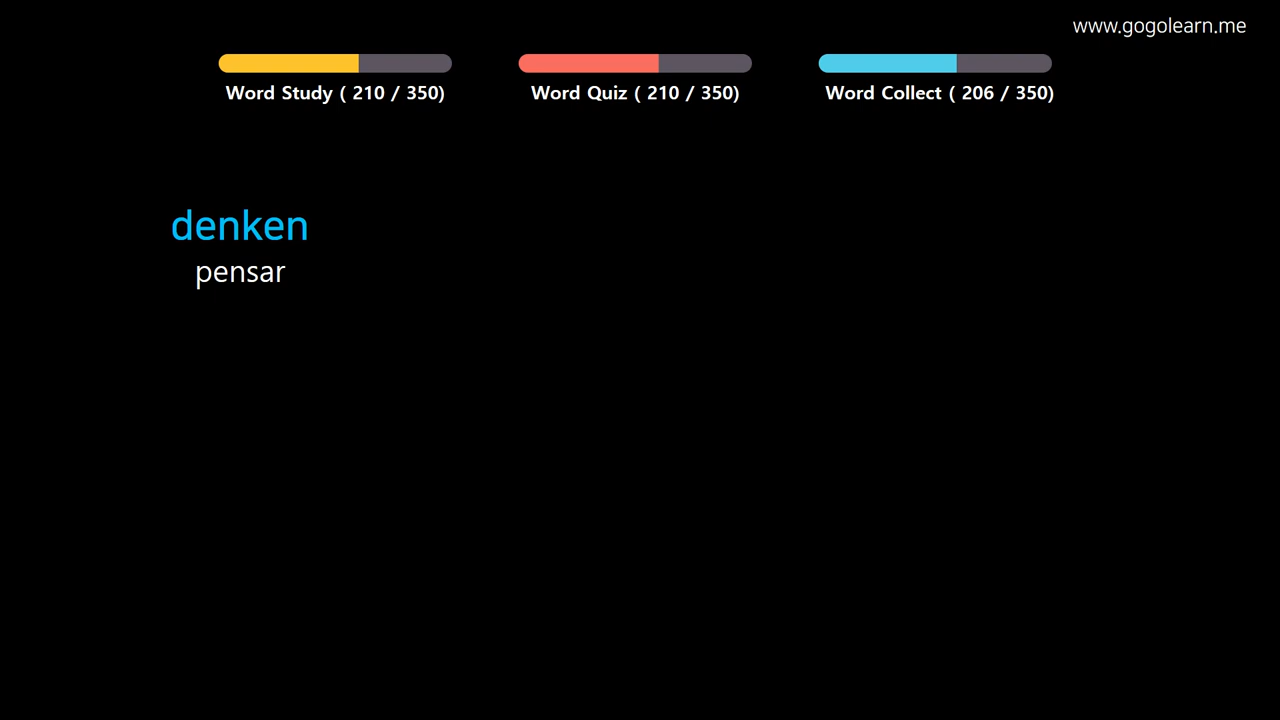 www.gogolearn.me
Word Study ( 210 / 350)
Word Quiz ( 210 / 350)
Word Collect ( 206 / 350)
denken
pensar